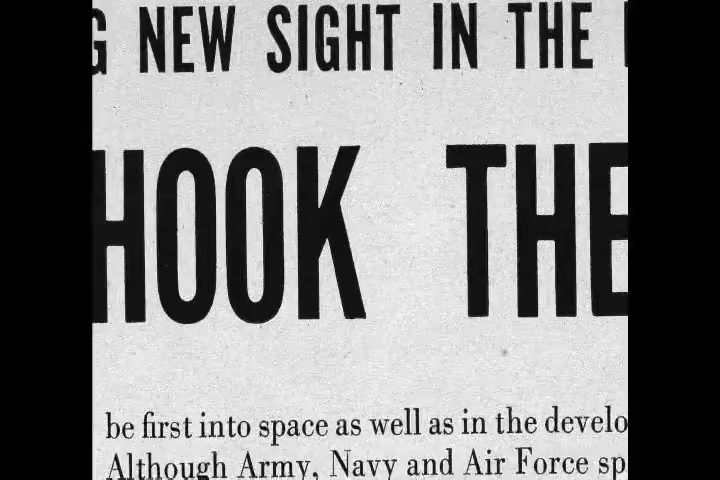 G NEW SIGHT IN THE
HOOK THE
be first into space as well as in the develo
Although Army, Navy and Air Force sp